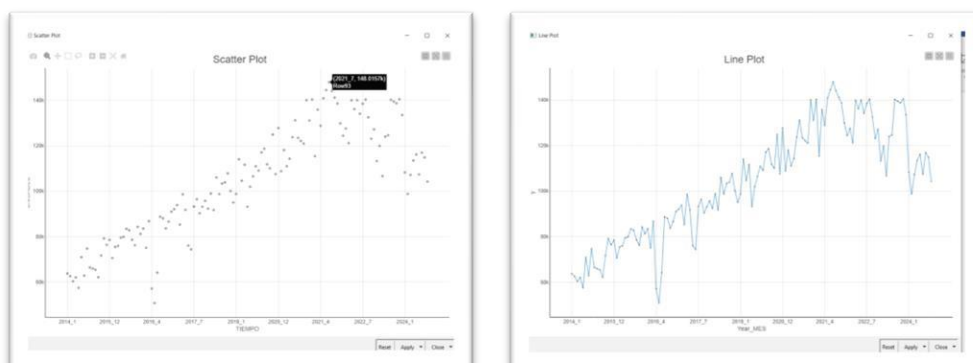 Scatter Plot
Scatter Plot
(2021_7, 148.0157k)
Row93
140k
120k
100k
80k
60k
2014_1 2015_12 2016_4 2017_7 2019_1 2020_12 2021_4 2022_7 2024_1
TIEMPO
Reset Apply Close
Line Plot
Line Plot
140k
120k
100k
80k
60k
y
2014_1 2015_12 2016_4 2017_7 2019_1 2020_12 2021_4 2022_7 2024_1
Year_MES
Reset Apply Close